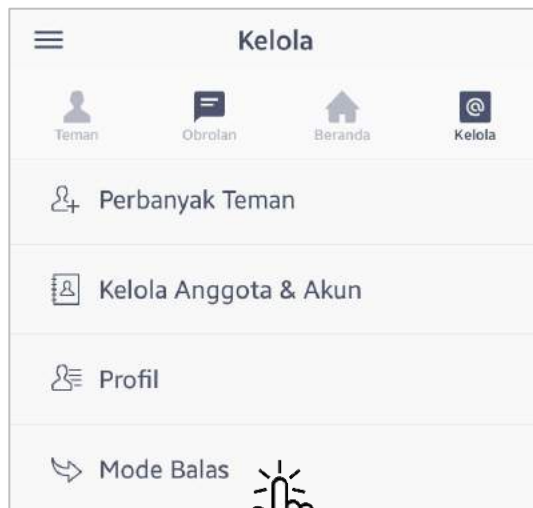 Kelola
Teman Obrolan Beranda Kelola
Perbanyak Teman
Kelola Anggota & Akun
Profil
Mode Balas